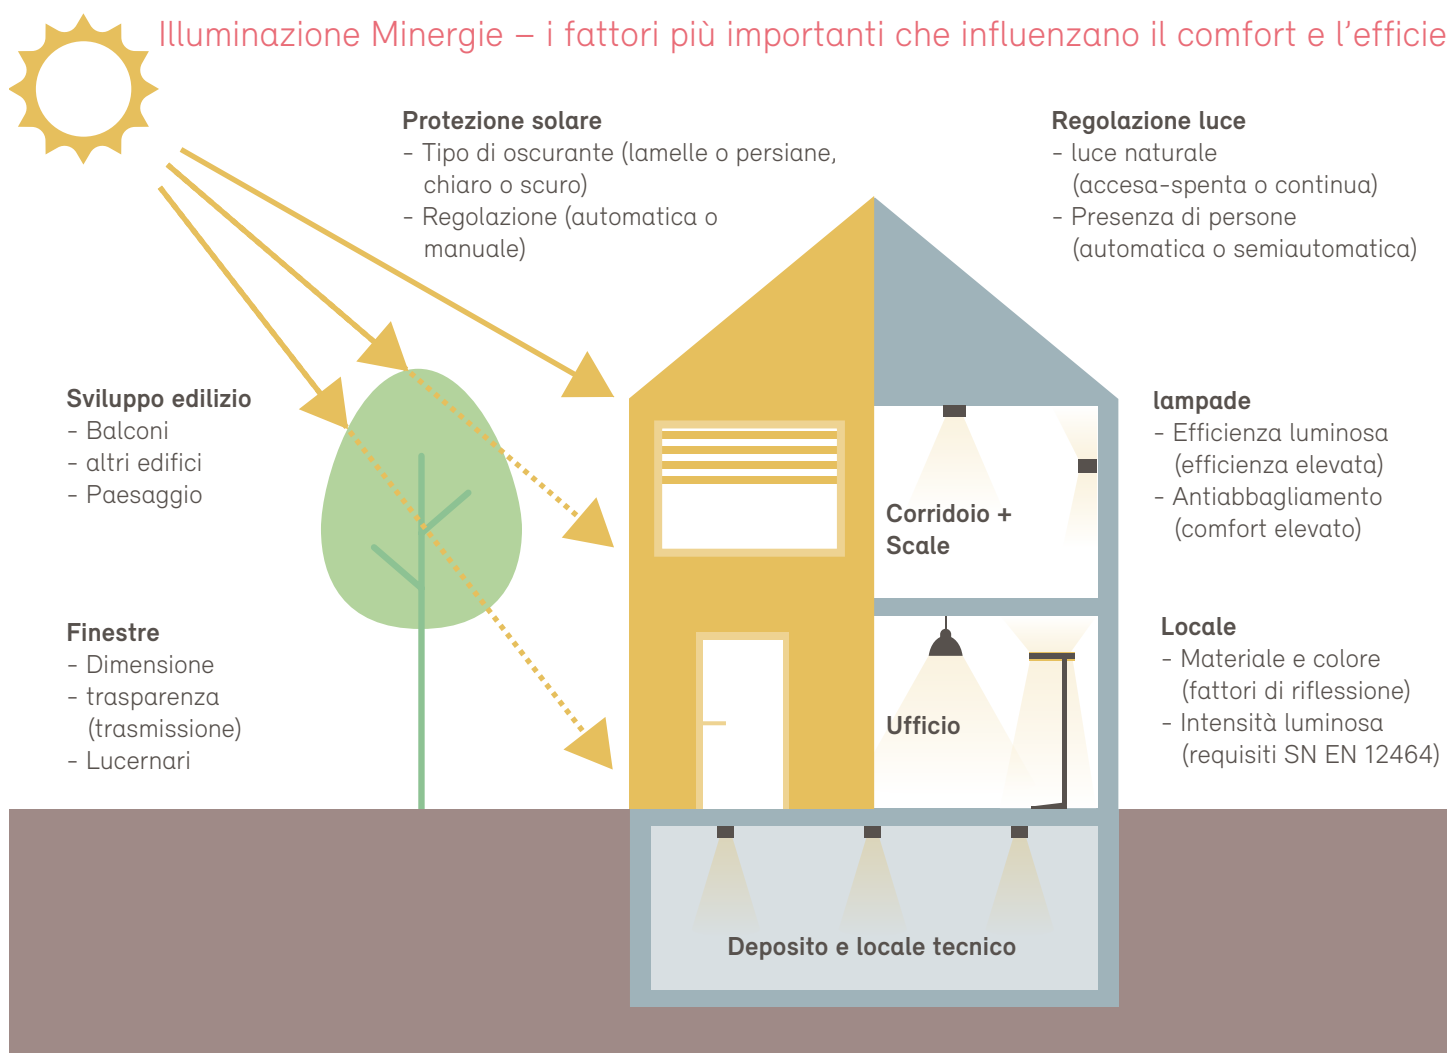 Illuminazione Minergie – i fattori più importanti che influenzano il comfort e l'efficie
Protezione solare
- Tipo di oscurante (lamelle o persiane,
chiaro o scuro)
- Regolazione (automatica o
manuale)
Regolazione luce
- luce naturale
(accesa-spenta o continua)
- Presenza di persone
(automatica o semiautomatica)
Sviluppo edilizio
- Balconi
- altri edifici
- Paesaggio
lampade
- Efficienza luminosa
(efficienza elevata)
- Antiabbagliamento
(comfort elevato)
Corridoio +
Scale
Finestre
- Dimensione
- trasparenza
(trasmissione)
- Lucernari
Ufficio
Locale
- Materiale e colore
(fattori di riflessione)
- Intensità luminosa
(requisiti SN EN 12464)
Deposito e locale tecnico